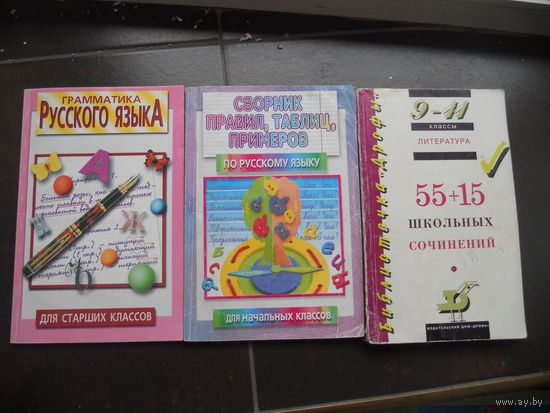 ГРАММАТИКА
РУССКОГО ЯЗЫКА
ДЛЯ СТАРШИХ КЛАССОВ
СБОРНИК
ПРАВИЛ, ТАБЛИЦ,
ПРИМЕРОВ
ПО РУССКОМУ ЯЗЫКУ
для начальных классов
Библиотечка «Дрофы»
9-11
КЛАССЫ
ЛИТЕРАТУРА
55+15
ШКОЛЬНЫХ
СОЧИНЕНИЙ
ИЗДАТЕЛЬСКИЙ ДОМ «ДРОФА»
www.ay.by